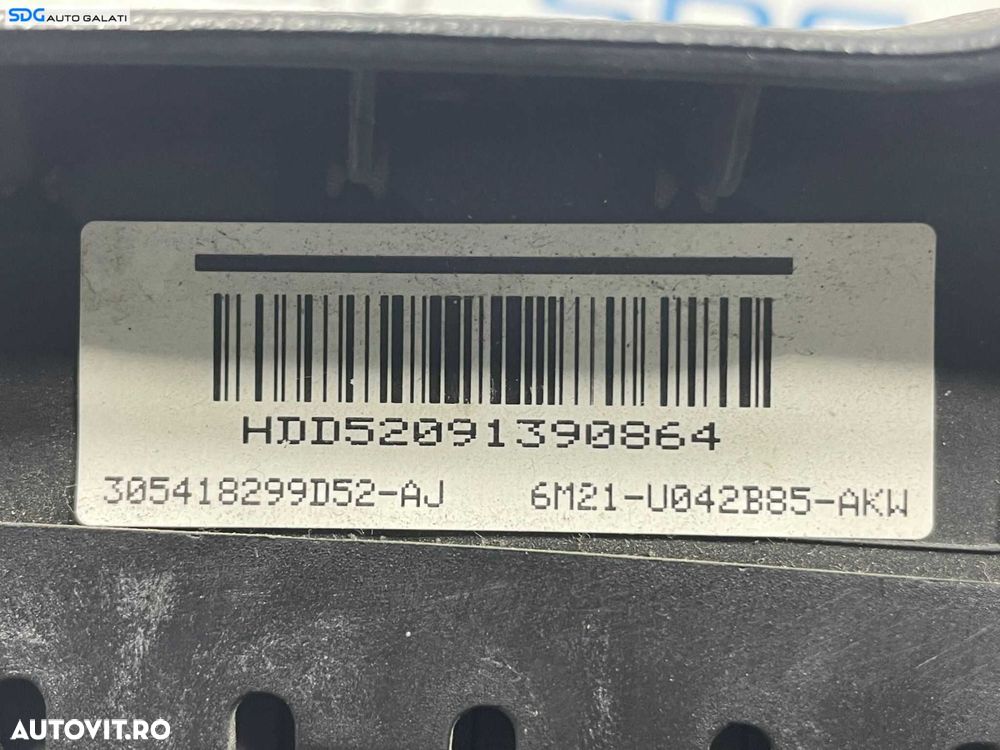 SDG AUTO GALATI
HDD52091390864
305418299D52-AJ 6M21-U042B85-AKW
AUTOVIT.RO